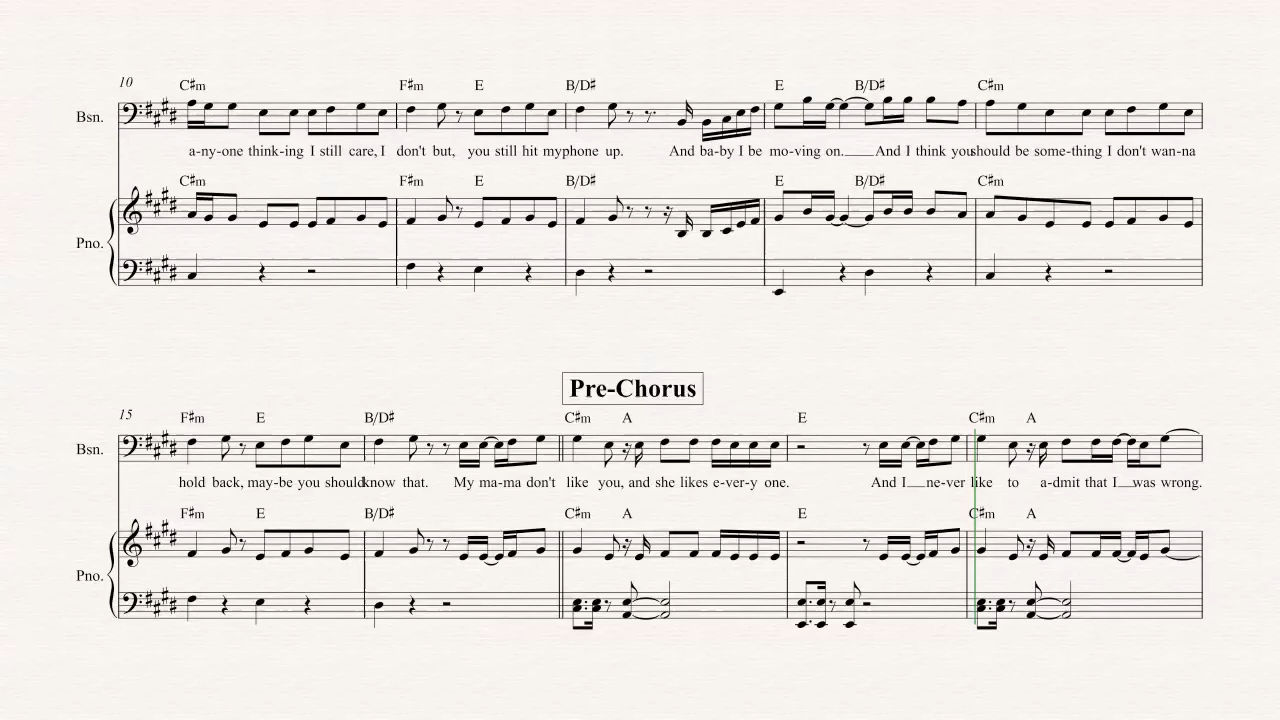 10
C♯m F♯m E B/D♯ E B/D♯ C♯m
Bsn.
a-ny-one think-ing I still care, I don't but, you still hit my phone up. And ba-by I be mo-ving on. And I think you should be some-thing I don't wan-na
C♯m F♯m E B/D♯ E B/D♯ C♯m
Pno.
Pre-Chorus
15
F♯m E B/D♯ C♯m A E C♯m A
Bsn.
hold back, may-be you should know that. My ma-ma don't like you, and she likes e-ver-y one. And I ne-ver like to a-dmit that I was wrong.
F♯m E B/D♯ C♯m A E C♯m A
Pno.